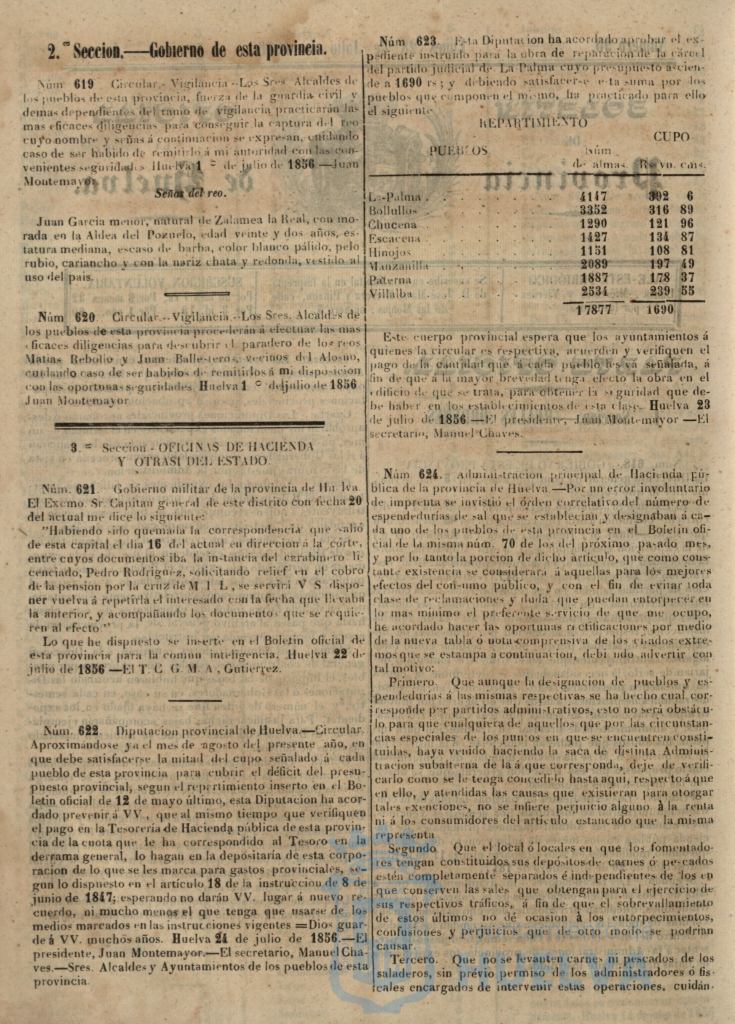 2.ª Seccion.—Gobierno de esta provincia.
Núm 619 Circular.—Vigilancia—Los Sres. Alcaldes de
los pueblos de esta provincia, fuerza de la guardia civil y
demas dependientes del ramo de vigilancia practicarán las
mas eficaces diligencias para conseguir la captura del reo
cuyo nombre y señas á continuacion se expresan, cuidando
caso de ser habido de remitirlo á mi autoridad con las con-
venientes seguridades Huelva 1 º de julio de 1856—Juan
Montemayor
Señas del reo.
Juan Garcia menor, natural de Zalamea la Real, con mo-
rada en la Aldea del Pozuelo, edad veinte y dos años, es-
tatura mediana, escaso de barba, color blanco pálido, pelo
rubio, cariancho y con la nariz chata y redonda, vestido al
uso del pais.
Núm 620 Circular.—Vigilancia.—Los Sres. Alcaldes de
los pueblos de esta provincia procederán á efectuar las mas
eficaces diligencias para descubrir el paradero de los reos
Matias Rebollo y Juan Ballesteros, vecinos del Alosno,
cuidando caso de ser habidos de remitirlos á mi disposicion
con las oportunas seguridades. Huelva 1 º de julio de 1856
Juan Montemayor
3.ª Seccion - OFICINAS DE HACIENDA
Y OTRAS DEL ESTADO.
Núm. 621. Gobierno militar de la provincia de Huelva
El Excmo. Sr. Capitan general de este distrito con fecha 20
del actual me dice lo siguiente:
"Habiendo sido quemada la correspondencia que salió
de esta capital el dia 16 del actual en direccion á la córte,
entre cuyos documentos iba la instancia del carabinero li-
cenciado, Pedro Rodriguez, solicitando relief en el cobro
de la pension por la cruz de M I L, se servirá V S dispo-
ner vuelva á repetirla el interesado con la fecha que llevaba
la anterior, y acompañando los documentos que se requie-
ren al efecto"
Lo que he dispuesto se inserte en el Boletin oficial de
esta provincia para la comun inteligencia. Huelva 22 de
julio de 1856—El T. C. G. M. A, Gutierrez.
Núm. 622. Diputacion provincial de Huelva.—Circular.
Aproximándose ya el mes de agosto del presente año, en
que debe satisfacerse la mitad del cupo señalado á cada
pueblo de esta provincia para cubrir el déficit del presu-
puesto provincial, segun el repartimiento inserto en el Bo-
letin oficial de 12 de mayo último, esta Diputacion ha acor-
dado prevenir á VV, que al mismo tiempo que verifiquen
el pago en la Tesoreria de Hacienda pública de esta provin-
cia de la cuota que le ha correspondido al Tesoro en la
derrama general, lo hagan en la depositaría de esta corpo-
racion de lo que se les marca para gastos provinciales, se-
gun lo dispuesto en el artículo 18 de la instruccion de 8 de
junio de 1847; esperando no darán VV. lugar á nuevo re-
cuerdo, ni mucho menos el que tenga que usarse de los
medios marcados en las instrucciones vigentes=Dios guar-
de á VV. muchos años. Huelva 24 de julio de 1856.—El
presidente, Juan Montemayor.—El secretario, Manuel Cha-
ves.—Sres. Alcaldes y Ayuntamientos de los pueblos de esta
provincia.
Núm 623. Esta Diputacion ha acordado aprobar el ex-
pediente instruido para la obra de reparacion de la cárcel
del partido judicial de La Palma cuyo presupuesto ascien-
de á 1690 rs; y debiendo satisfacerse esta suma por los
pueblos que componen el mismo, ha practicado para ello
el siguiente
REPARTIMIENTO
PUEBLOS Núm de almas. CUPO Rs vn. cms.
La Palma . . . . . 4147 392 6
Bollullos . . . . . 3352 316 89
Chucena . . . . . 1290 121 96
Escacena . . . . . 1427 134 87
Hinojos . . . . . 1151 108 81
Manzanilla . . . . . 2089 197 49
Paterna . . . . . 1887 178 37
Villalba . . . . . 2534 239 55
17877 1690
Este cuerpo provincial espera que los ayuntamientos á
quienes la circular es respectiva, acuerden y verifiquen el
pago de la cantidad que á cada pueblo les vá señalada, á
fin de que á la mayor brevedad tenga efecto la obra en el
edificio de que se trata, para obtener la seguridad que de-
be haber en los establecimientos de esta clase. Huelva 23
de julio de 1856—El presidente, Juan Montemayor—El
secretario, Manuel Chaves.
Núm 624. Administracion principal de Hacienda pú-
blica de la provincia de Huelva—Por un error involuntario
de imprenta se invistió el órden correlativo del número de
espendedurias de sal que se establecian y designaban á ca-
da uno de los pueblos de esta provincia en el Boletin ofi-
cial de la misma núm. 70 de los del próximo pasado mes,
y por lo tanto la porcion de dicho artículo, que como cons-
tante existencia se considerará á aquellas para los mejores
efectos del consumo público, y con el fin de evitar toda
clase de reclamaciones y duda que puedan entorpecer en
lo mas mínimo el preferente servicio de que me ocupo,
he acordado hacer las oportunas rectificaciones por medio
de la nueva tabla ó nota comprensiva de los citados extre-
mos que se estampa á continuacion, debiendo advertir con
tal motivo:
Primero. Que aunque la designacion de pueblos y es-
pendedurias á las mismas respectivas se ha hecho cual cor-
responde por partidos administrativos, esto no será obstácu-
lo para que cualquiera de aquellos que por las circunstan-
cias especiales de los puntos en que se encuentren consti-
tuidas, haya venido haciendo la saca de distinta Adminis-
tracion subalterna de la á que corresponda, deje de verifi-
carlo como se le tenga concedido hasta aqui, respecto á que
en ello, y atendidas las causas que existieran para otorgar
tales exenciones, no se infiere perjuicio alguno á la renta
ni á los consumidores del artículo estancado que la misma
representa
Segundo Que el local ó locales en que los fomentado-
res tengan constituidos sus depósitos de carnes ó pescados
estén completamente separados é independientes de los en
que conserven las sales que obtengan para el ejercicio de
sus respectivos tráficos, á fin de que el sobrevallamiento
de estos últimos no dé ocasion á los entorpecimientos,
confusiones y perjuicios que de otro modo se podrian
causar.
Tercero. Que no se levanten carnes ni pescados de los
saladeros, sin prévio permiso de los administradores ó fis-
cales encargados de intervenir estas operaciones, cuidán-